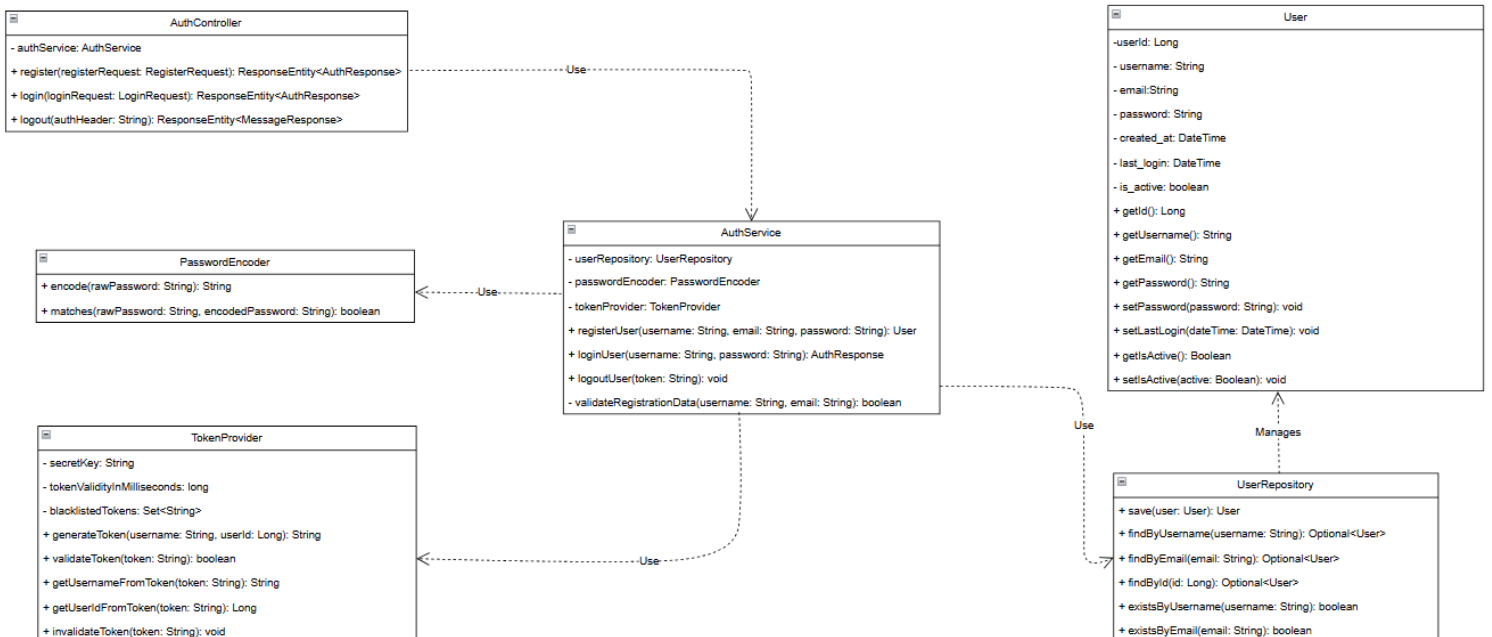 AuthController
- authService: AuthService
+ register(registerRequest: RegisterRequest): ResponseEntity<AuthResponse>
+ login(loginRequest: LoginRequest): ResponseEntity<AuthResponse>
+ logout(authHeader: String): ResponseEntity<MessageResponse>
Use
User
-userId: Long
- username: String
- email:String
- password: String
- created_at: DateTime
- last_login: DateTime
- is_active: boolean
+ getId(): Long
+ getUsername(): String
+ getEmail(): String
+ getPassword(): String
+ setPassword(password: String): void
+ setLastLogin(dateTime: DateTime): void
+ getIsActive(): Boolean
+ setIsActive(active: Boolean): void
AuthService
- userRepository: UserRepository
- passwordEncoder: PasswordEncoder
- tokenProvider: TokenProvider
+ registerUser(username: String, email: String, password: String): User
+ loginUser(username: String, password: String): AuthResponse
+ logoutUser(token: String): void
- validateRegistrationData(username: String, email: String): boolean
PasswordEncoder
+ encode(rawPassword: String): String
+ matches(rawPassword: String, encodedPassword: String): boolean
Use
Use
Manages
TokenProvider
- secretKey: String
- tokenValidityInMilliseconds: long
- blacklistedTokens: Set<String>
+ generateToken(username: String, userId: Long): String
+ validateToken(token: String): boolean
+ getUsernameFromToken(token: String): String
+ getUserIdFromToken(token: String): Long
+ invalidateToken(token: String): void
Use
UserRepository
+ save(user: User): User
+ findByUsername(username: String): Optional<User>
+ findByEmail(email: String): Optional<User>
+ findById(id: Long): Optional<User>
+ existsByUsername(username: String): boolean
+ existsByEmail(email: String): boolean